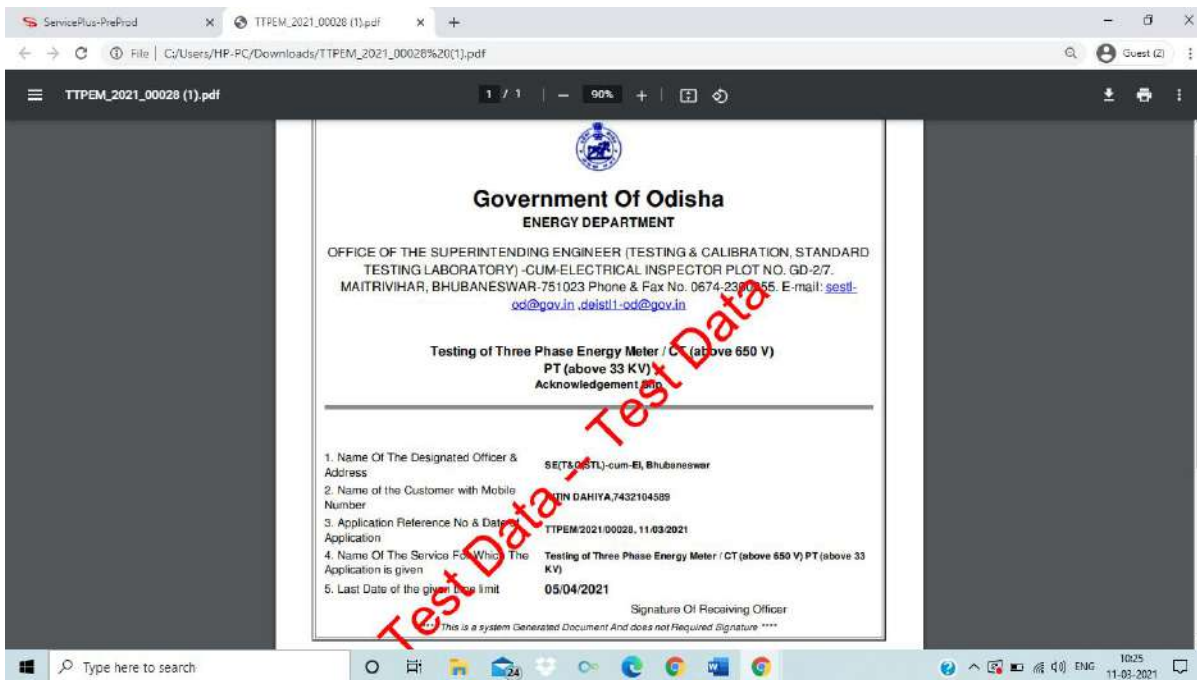 ServicePlus-PreProd
TTPEM_2021_00028 (1).pdf
File | C:/Users/HP-PC/Downloads/TTPEM_2021_00028%20(1).pdf
Guest (2)
TTPEM_2021_00028 (1).pdf
1 / 1
90%
Government Of Odisha
ENERGY DEPARTMENT
OFFICE OF THE SUPERINTENDING ENGINEER (TESTING & CALIBRATION, STANDARD
TESTING LABORATORY) -CUM-ELECTRICAL INSPECTOR PLOT NO. GD-2/7.
MAITRIVIHAR, BHUBANESWAR-751023 Phone & Fax No. E-mail: sestl-
od@gov.in ,deistl1-od@gov.in
Testing of Three Phase Energy Meter / CT (above 650 V)
PT (above 33 KV)
Acknowledgement Slip
1. Name Of The Designated Officer &
Address
SE(T&C,STL)-cum-EI, Bhubaneswar
2. Name of the Customer with Mobile
Number
DAHIYA,7432104589
3. Application Reference No & Date of
Application
TTPEM/2021/00028, 11/03/2021
4. Name Of The Service For Which The
Application is given
Testing of Three Phase Energy Meter / CT (above 650 V) PT (above 33
KV)
5. Last Date of the given time limit
05/04/2021
Signature Of Receiving Officer
This is a system Generated Document And does not Required Signature ****
Test Data -- Test Data
Type here to search
24
ENG
10:25
11-03-2021